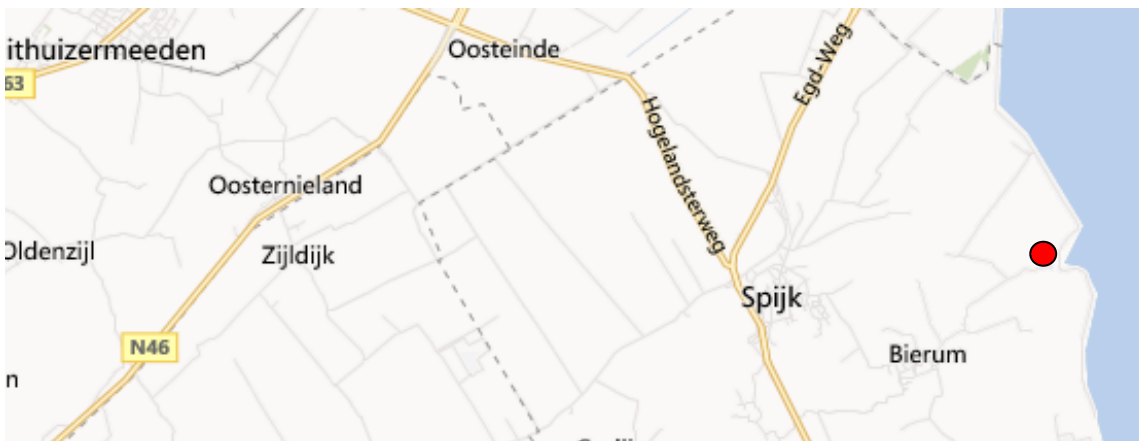 ithuizermeeden
Oosteinde
63
Egd-Weg
Hogelandsterweg
Oosternieland
Oldenzijl
Zijldijk
Spijk
N46
Bierum
n